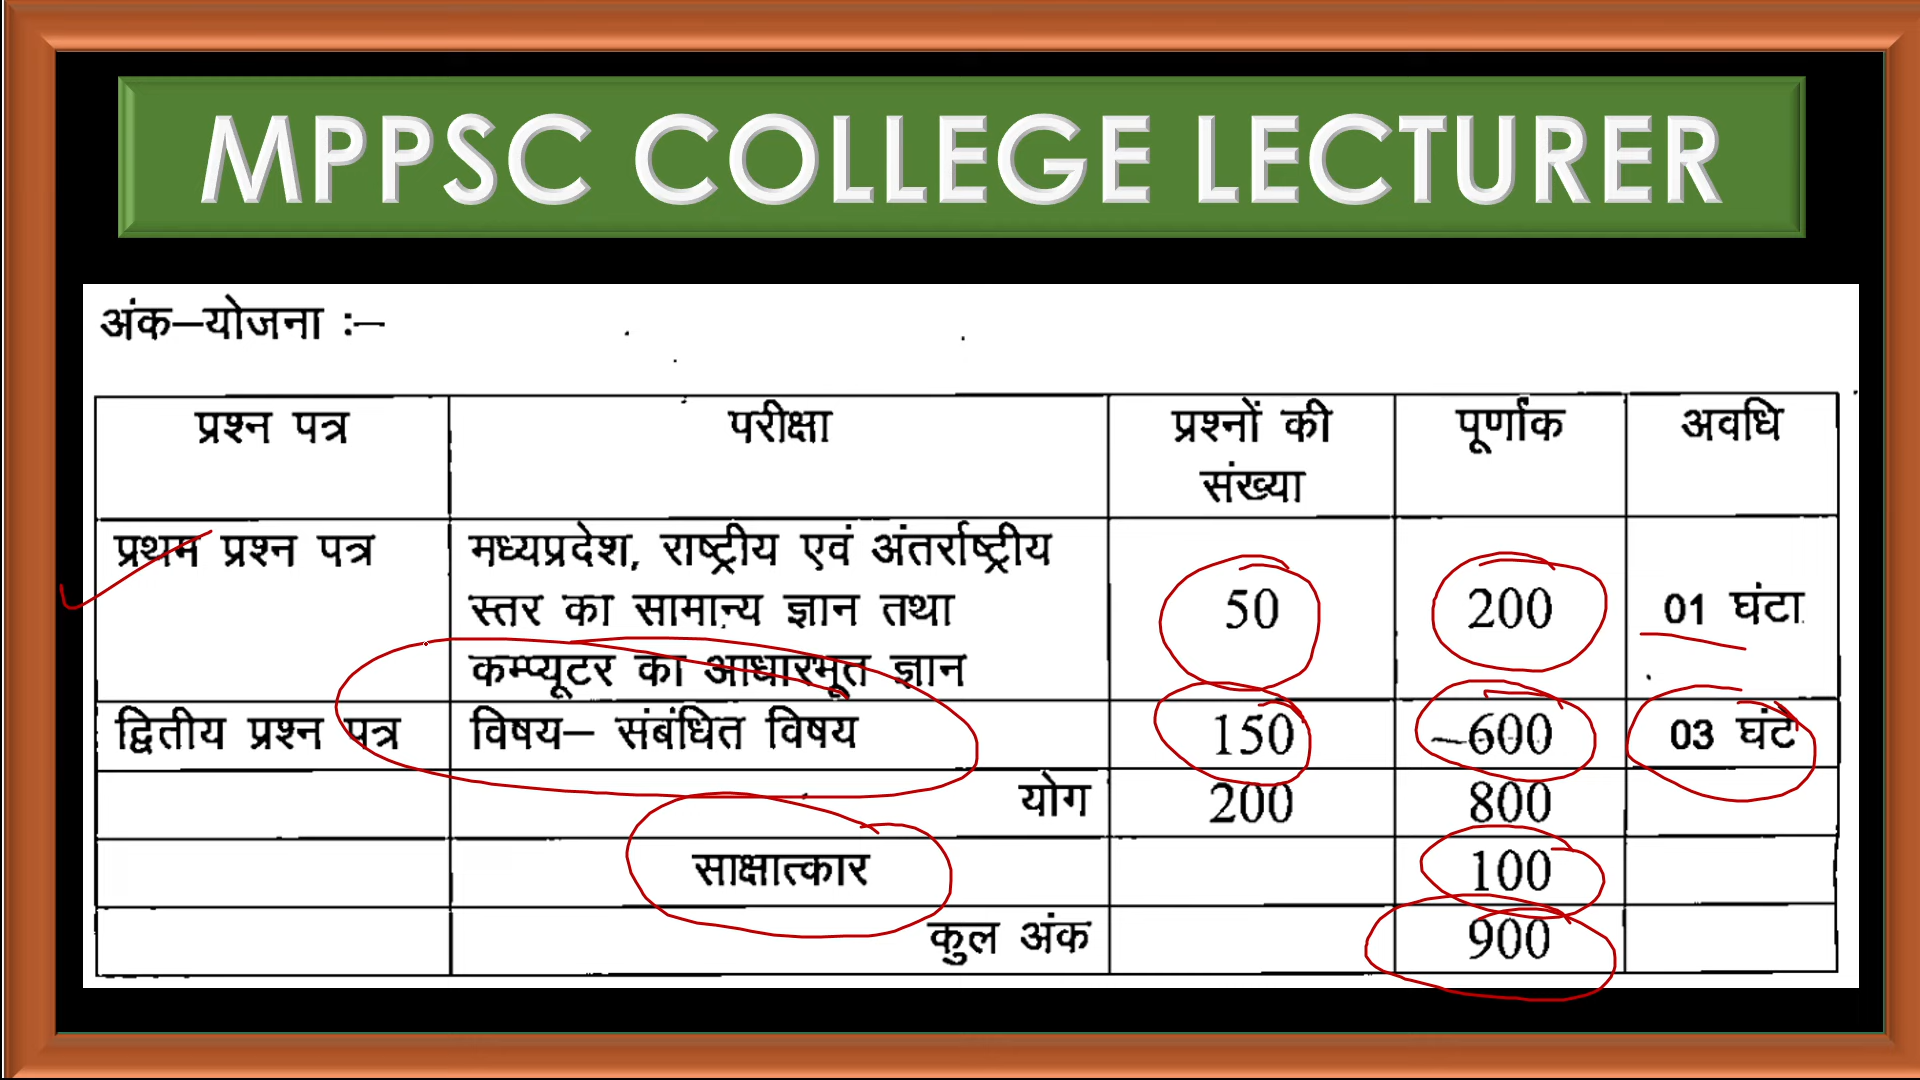 MPPSC COLLEGE LECTURER
अंक–योजना :–
प्रश्न पत्र परीक्षा प्रश्नों की संख्या पूर्णांक अवधि
प्रथम प्रश्न पत्र मध्यप्रदेश, राष्ट्रीय एवं अंतर्राष्ट्रीय
स्तर का सामान्य ज्ञान तथा 50 200 01 घंटा
कम्प्यूटर का आधारभूत ज्ञान
द्वितीय प्रश्न पत्र विषय– संबंधित विषय 150 600 03 घंटे
योग 200 800
साक्षात्कार 100
कुल अंक 900